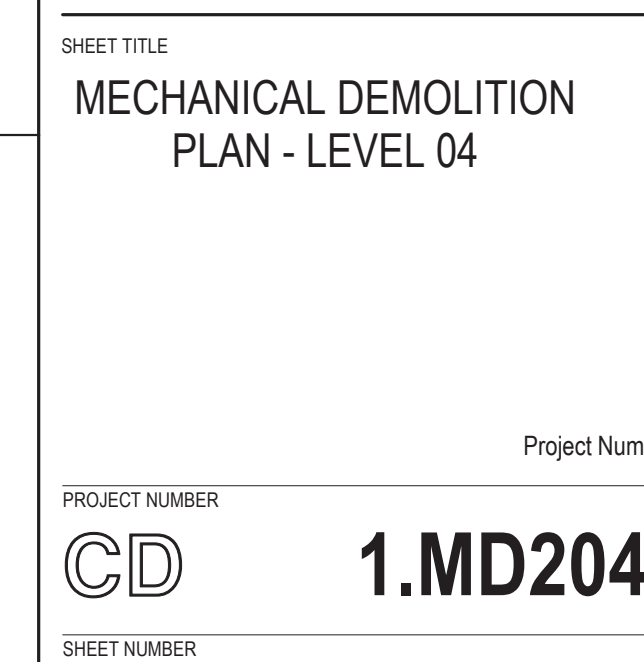 SHEET TITLE
MECHANICAL DEMOLITION
PLAN - LEVEL 04
Project Num
PROJECT NUMBER
CD 1.MD204
SHEET NUMBER